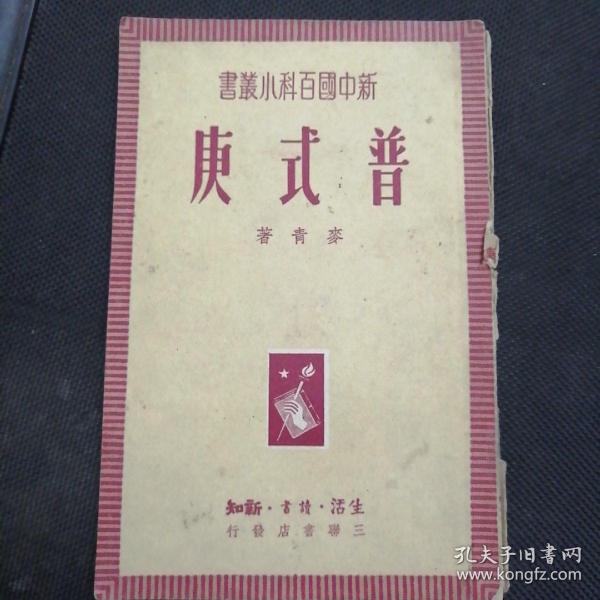 新中國百科小叢書
普式庚
麥青著
生活·讀書·新知
三聯書店發行
孔夫子旧书网
www.kongfz.com